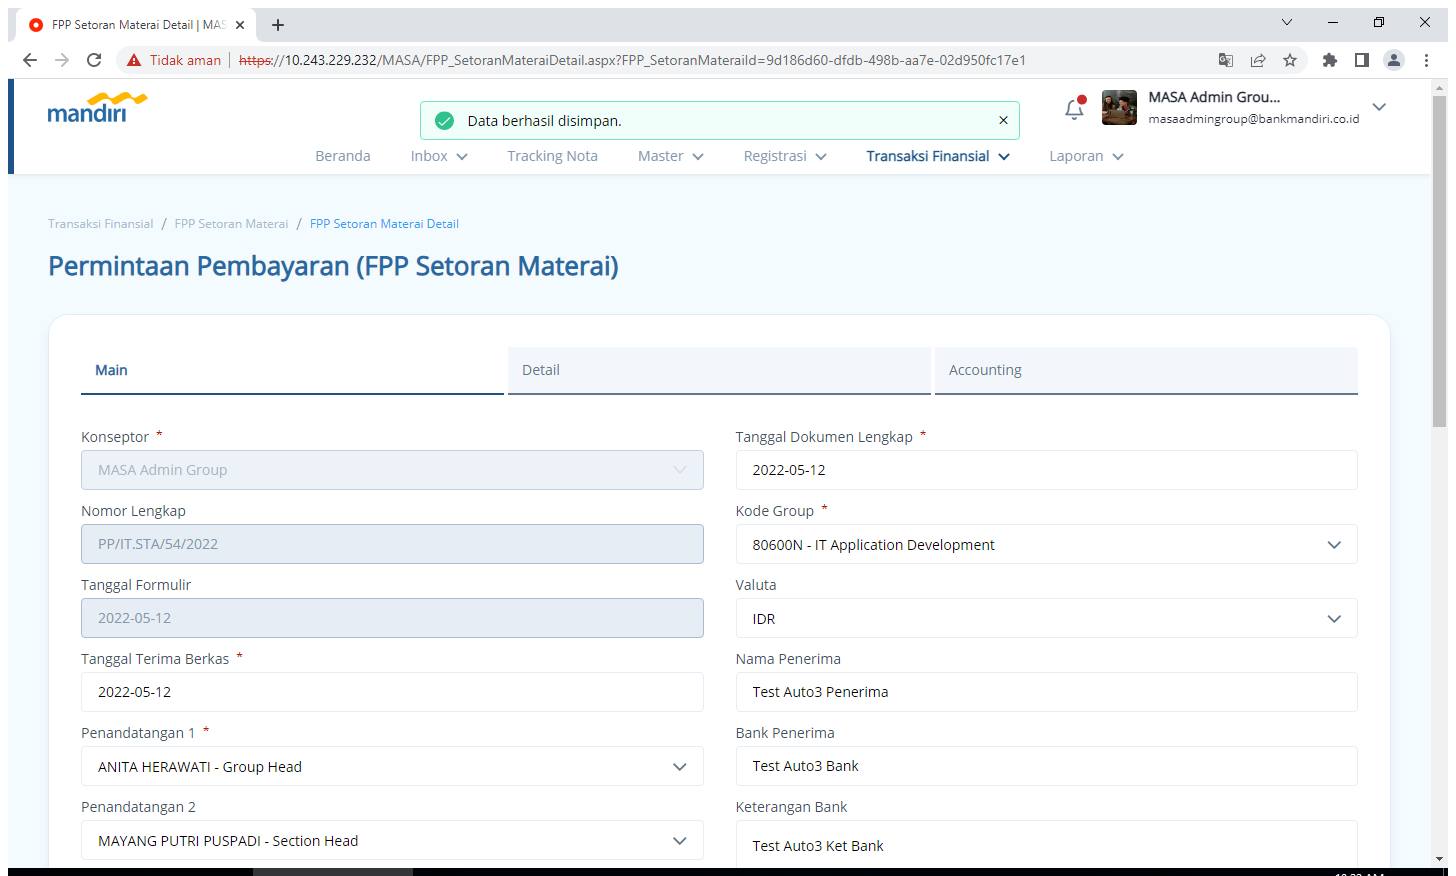 FPP Setoran Materai Detail | MAS
Tidak aman
https://10.243.229.232/MASA/FPP_SetoranMateraiDetail.aspx?FPP_SetoranMateraiId=9d186d60-dfdb-498b-aa7e-02d950fc17e1
mandiri
Data berhasil disimpan.
MASA Admin Grou...
masaadmingroup@bankmandiri.co.id
Beranda Inbox Tracking Nota Master Registrasi Transaksi Finansial Laporan
Transaksi Finansial / FPP Setoran Materai / FPP Setoran Materai Detail
Permintaan Pembayaran (FPP Setoran Materai)
Main Detail Accounting
Konseptor *
MASA Admin Group
Nomor Lengkap
PP/IT.STA/54/2022
Tanggal Formulir
2022-05-12
Tanggal Terima Berkas *
2022-05-12
Penandatangan 1 *
ANITA HERAWATI - Group Head
Penandatangan 2
MAYANG PUTRI PUSPADI - Section Head
Tanggal Dokumen Lengkap *
2022-05-12
Kode Group *
80600N - IT Application Development
Valuta
IDR
Nama Penerima
Test Auto3 Penerima
Bank Penerima
Test Auto3 Bank
Keterangan Bank
Test Auto3 Ket Bank